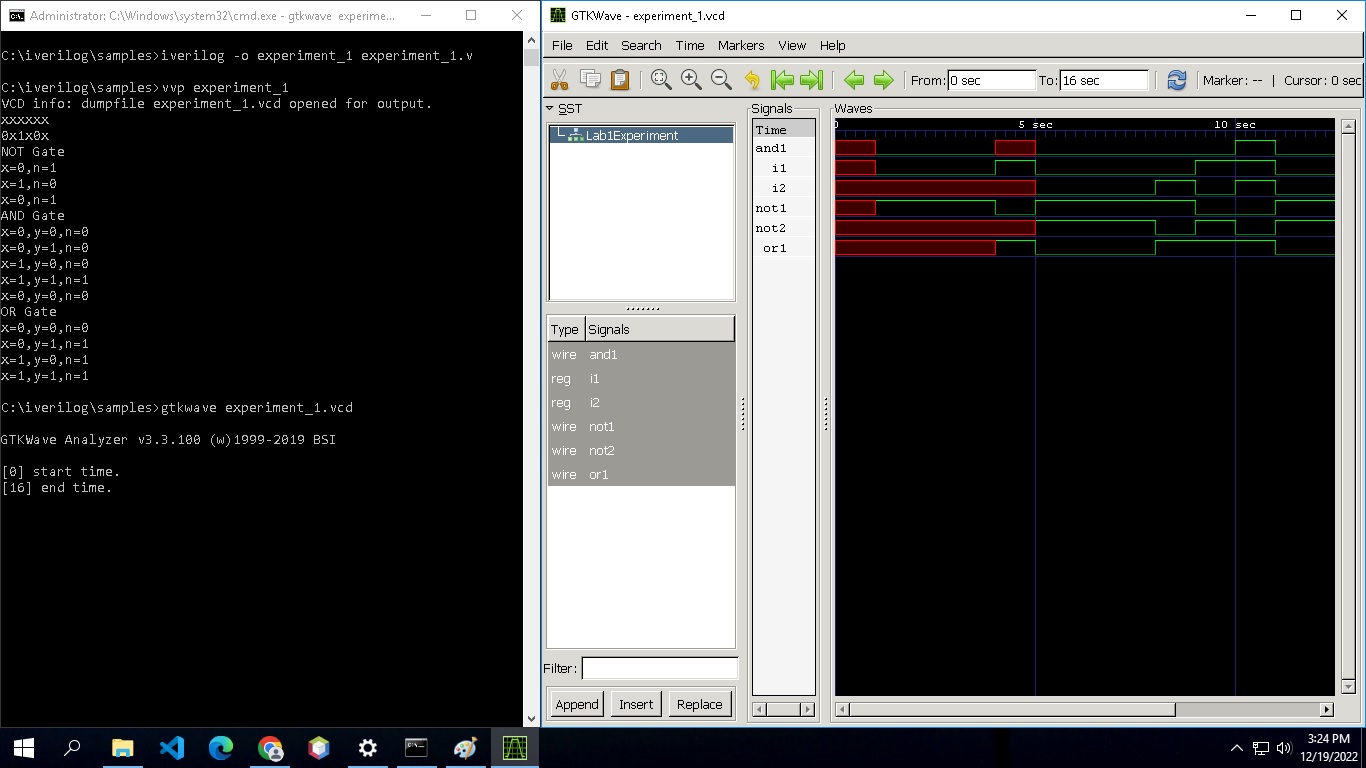 Administrator: C:\Windows\system32\cmd.exe - gtkwave experime...
C:\iverilog\samples>iverilog -o experiment_1 experiment_1.v
C:\iverilog\samples>vvp experiment_1
VCD info: dumpfile experiment_1.vcd opened for output.
xxxxxx
0x1x0x
NOT Gate
x=0,n=1
x=1,n=0
x=0,n=1
AND Gate
x=0,y=0,n=0
x=0,y=1,n=0
x=1,y=0,n=0
x=1,y=1,n=1
x=0,y=0,n=0
OR Gate
x=0,y=0,n=0
x=0,y=1,n=1
x=1,y=0,n=1
x=1,y=1,n=1
C:\iverilog\samples>gtkwave experiment_1.vcd
GTKWave Analyzer v3.3.100 (w)1999-2019 BSI
[0] start time.
[16] end time.
GTKWave - experiment_1.vcd
File Edit Search Time Markers View Help
From: 0 sec To: 16 sec Marker: -- | Cursor: 0 sec
SST
Lab1Experiment
Type Signals
wire and1
reg i1
reg i2
wire not1
wire not2
wire or1
Filter:
Append Insert Replace
Signals
Time
and1
i1
i2
not1
not2
or1
Waves
0 5 sec 10 sec
3:24 PM
12/19/2022